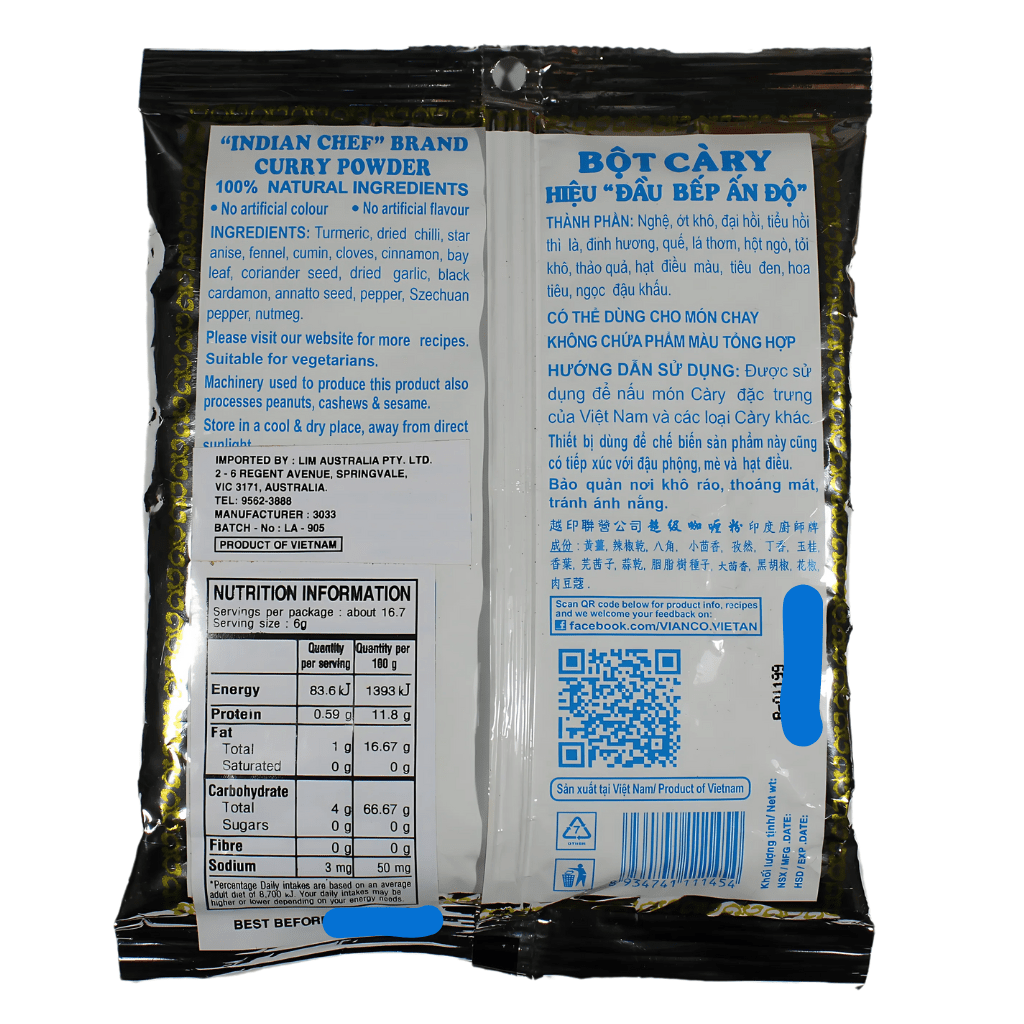 “INDIAN CHEF” BRAND
CURRY POWDER
100% NATURAL INGREDIENTS
• No artificial colour • No artificial flavour
INGREDIENTS: Turmeric, dried chilli, star
anise, fennel, cumin, cloves, cinnamon, bay
leaf, coriander seed, dried garlic, black
cardamon, annatto seed, pepper, Szechuan
pepper, nutmeg.
Please visit our website for more recipes.
Suitable for vegetarians.
Machinery used to produce this product also
processes peanuts, cashews & sesame.
Store in a cool & dry place, away from direct
sunlight
IMPORTED BY : LIM AUSTRALIA PTY. LTD.
2 - 6 REGENT AVENUE, SPRINGVALE,
VIC 3171, AUSTRALIA.
TEL: 9562-3888
MANUFACTURER : 3033
BATCH - No : LA - 905
PRODUCT OF VIETNAM
NUTRITION INFORMATION
Servings per package : about 16.7
Serving size : 6g
Quantity per serving Quantity per 100 g
Energy 83.6 kJ 1393 kJ
Protein 0.59 g 11.8 g
Fat
Total 1 g 16.67 g
Saturated 0 g 0 g
Carbohydrate
Total 4 g 66.67 g
Sugars 0 g 0 g
Fibre 0 g 0 g
Sodium 3 mg 50 mg
*Percentage Daily intakes are based on an average
adult diet of 8,700 kJ. Your daily intakes may be
higher or lower depending on your energy needs.
BEST BEFOR
BỘT CÀRY
HIỆU “ĐẦU BẾP ẤN ĐỘ”
THÀNH PHẦN: Nghệ, ớt khô, đại hồi, tiểu hồi
thì là, đinh hương, quế, lá thơm, hột ngò, tỏi
khô, thảo quả, hạt điều màu, tiêu đen, hoa
tiêu, ngọc đậu khấu.
CÓ THỂ DÙNG CHO MÓN CHAY
KHÔNG CHỨA PHẨM MÀU TỔNG HỢP
HƯỚNG DẪN SỬ DỤNG: Được sử
dụng để nấu món Càry đặc trưng
của Việt Nam và các loại Càry khác.
Thiết bị dùng để chế biến sản phẩm này cũng
có tiếp xúc với đậu phộng, mè và hạt điều.
Bảo quản nơi khô ráo, thoáng mát,
tránh ánh nắng.
越印聯營公司 超级咖喱粉 印度廚師牌
成份 : 黃薑, 辣椒乾, 八角, 小茴香, 孜然, 丁香, 玉桂,
香葉, 芫茜子, 蒜乾, 胭脂樹種子, 大茴香, 黑胡椒, 花椒,
肉豆蔻 .
Scan QR code below for product info, recipes
and we welcome your feedback on:
facebook.com/VIANCO.VIETAN
Sản xuất tại Việt Nam/ Product of Vietnam
7
8 934741 111454
Khối lượng tịnh/ Net wt:
NSX / MFG .DATE:
HSD / EXP .DATE: